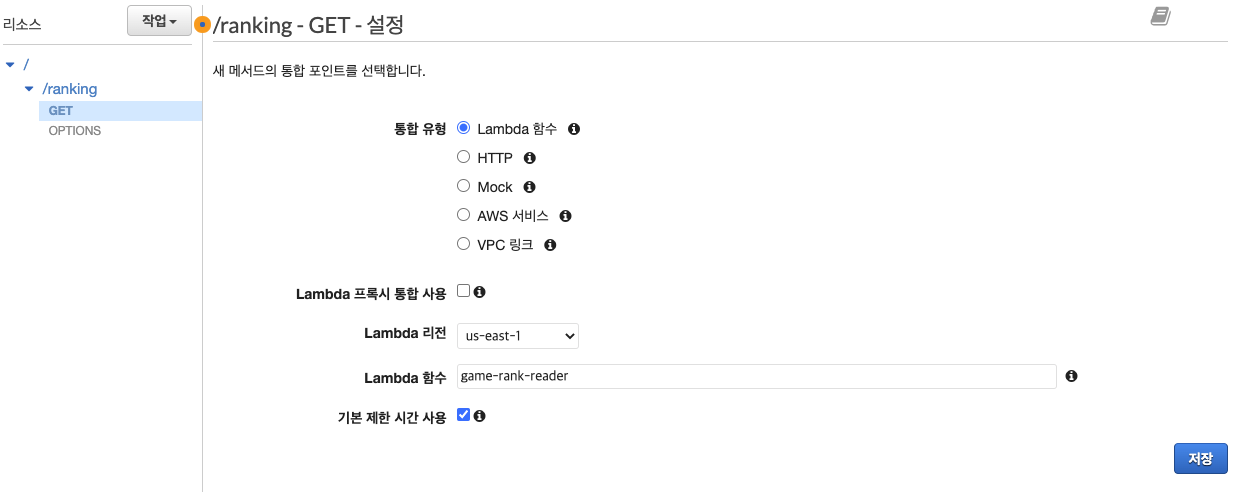 리소스
작업
/ranking - GET - 설정
/
/ranking
GET
OPTIONS
새 메서드의 통합 포인트를 선택합니다.
통합 유형 Lambda 함수
HTTP
Mock
AWS 서비스
VPC 링크
Lambda 프록시 통합 사용
Lambda 리전 us-east-1
Lambda 함수 game-rank-reader
기본 제한 시간 사용
저장